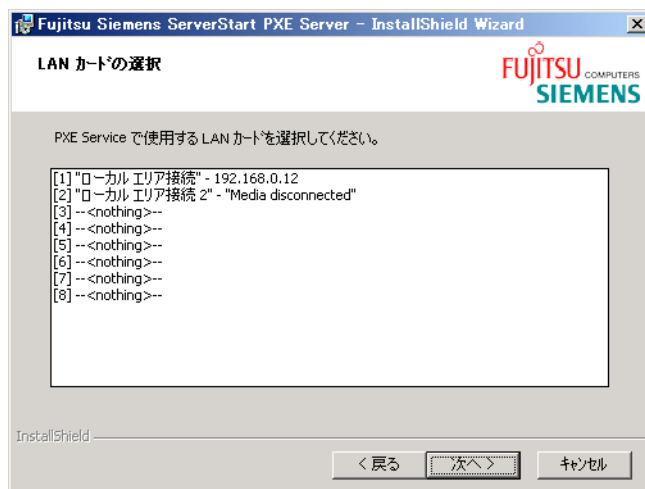 Fujitsu Siemens ServerStart PXE Server - InstallShield Wizard
LAN カードの選択
FUJITSU COMPUTERS
SIEMENS
PXE Service で使用する LAN カードを選択してください。
[1] "ローカル エリア接続" - 192.168.0.12
[2] "ローカル エリア接続 2" - "Media disconnected"
[3] --<nothing>--
[4] --<nothing>--
[5] --<nothing>--
[6] --<nothing>--
[7] --<nothing>--
[8] --<nothing>--
InstallShield
< 戻る 次へ > キャンセル